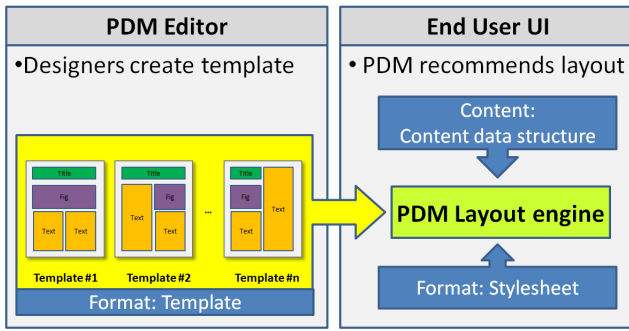 PDM Editor
•Designers create template
Title
Fig
Text Text
Template #1
Title
Text
Fig
Text
Template #2
...
Title
Fig
Text
Text
Template #n
Format: Template
End User UI
• PDM recommends layout
Content:
Content data structure
PDM Layout engine
Format: Stylesheet